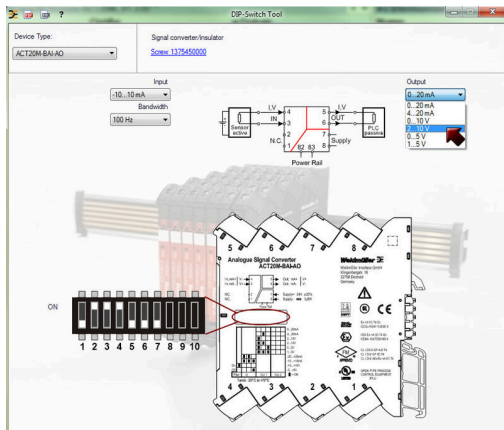 DIP-Switch Tool
?
Device Type:
ACT20M-BAI-AO
Signal converter/insulator
Screw 1375450000
Input
-10...10 mA
Bandwidth
100 Hz
Output
0...20 mA
0...20 mA
4...20 mA
0...10 V
2...10 V
0...5 V
1...5 V
Sensor
active
I,V
IN
4
3
2
1
N.C.
82 83
5
6
7
8
I,V
OUT
Supply
PLC
passive
Power Rail
5 6 7 8
Analogue Signal Converter
ACT20M-BAI-AO
Weidmüller
ON
1 2 3 4 5 6 7 8 9 10
4 3 2 1